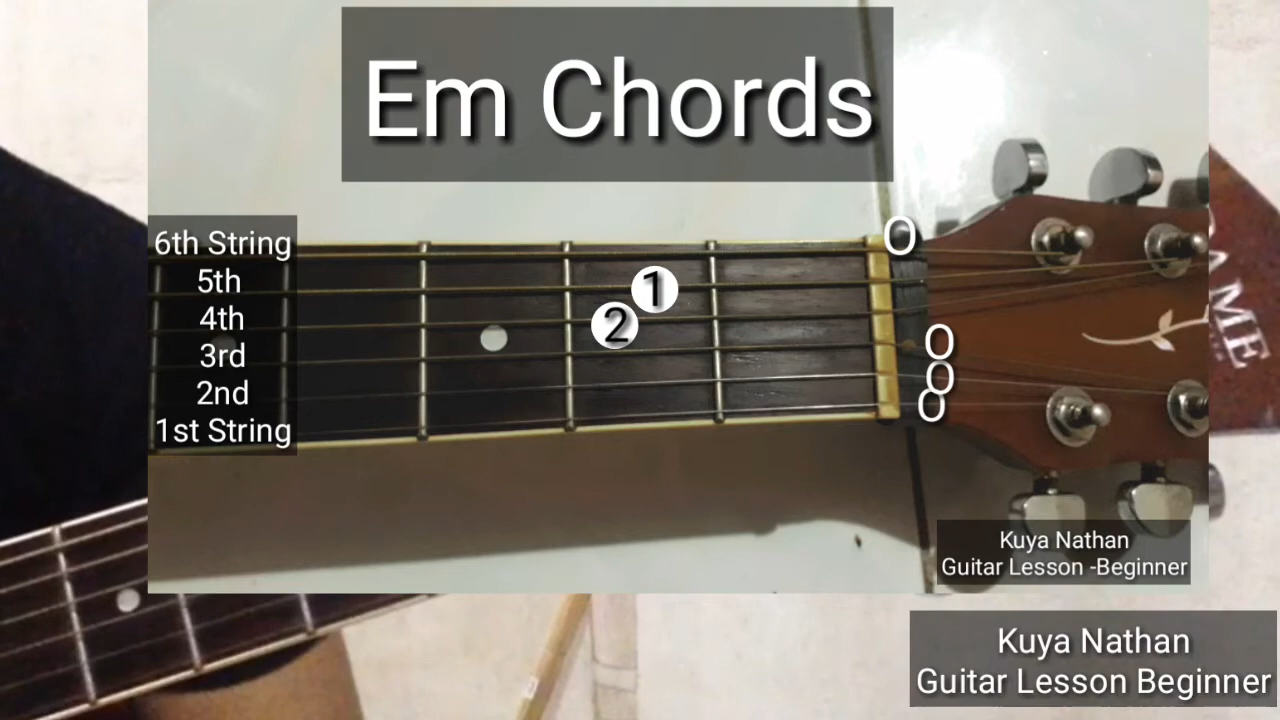 Em Chords
6th String
5th
4th
3rd
2nd
1st String
1
2
O
O
O
O
Kuya Nathan
Guitar Lesson -Beginner
Kuya Nathan
Guitar Lesson Beginner